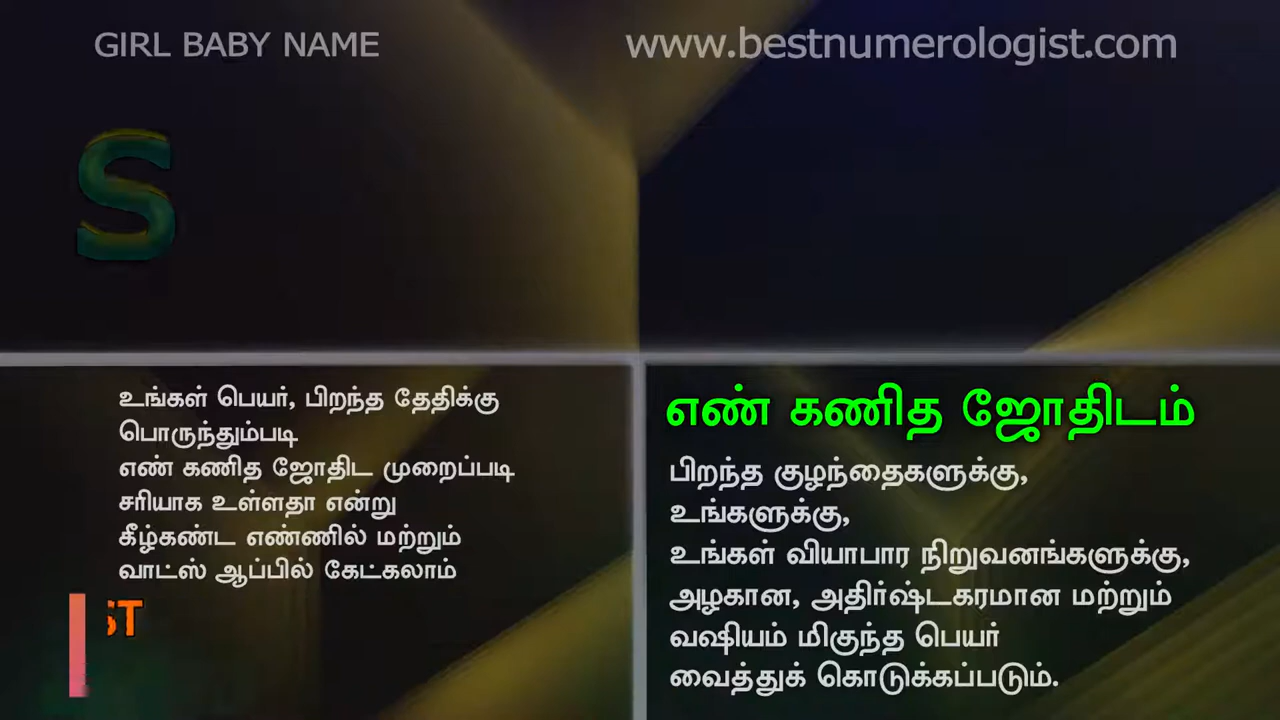 GIRL BABY NAME
www.bestnumerologist.com
S
உங்கள் பெயர், பிறந்த தேதிக்கு
பொருந்தும்படி
எண் கணித ஜோதிட முறைப்படி
சரியாக உள்ளதா என்று
கீழ்கண்ட எண்ணில் மற்றும்
வாட்ஸ் ஆப்பில் கேட்கலாம்
ST
எண் கணித ஜோதிடம்
பிறந்த குழந்தைகளுக்கு,
உங்களுக்கு,
உங்கள் வியாபார நிறுவனங்களுக்கு,
அழகான, அதிர்ஷ்டகரமான மற்றும்
வஷியம் மிகுந்த பெயர்
வைத்துக் கொடுக்கப்படும்.